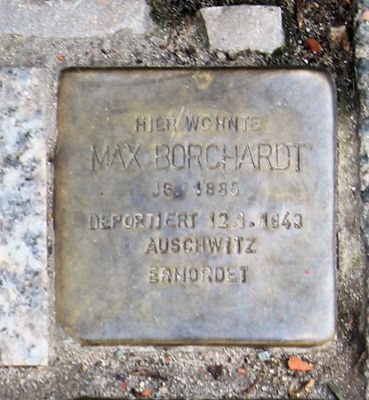 HIER WOHNTE
MAX BORCHARDT
JG. 1885
DEPORTIERT 12.1.1943
AUSCHWITZ
ERMORDET